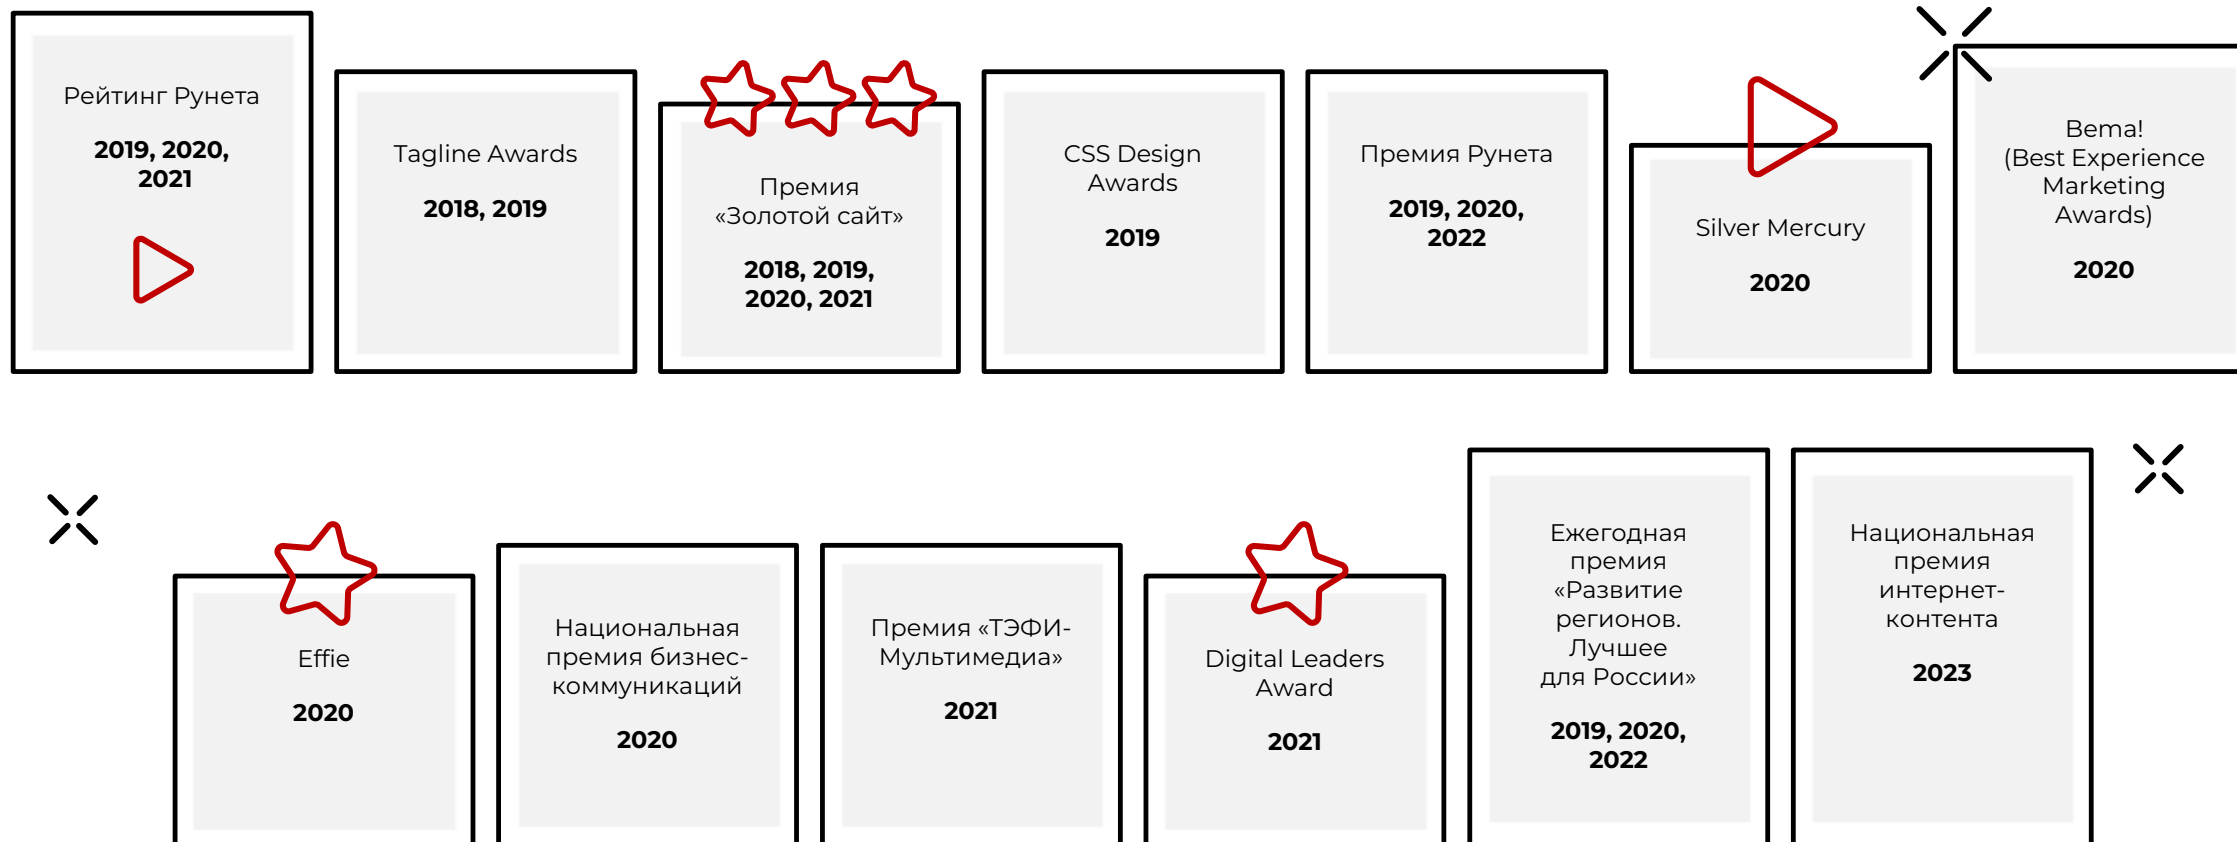 Рейтинг Рунета
2019, 2020,
2021
Tagline Awards
2018, 2019
Премия
«Золотой сайт»
2018, 2019,
2020, 2021
CSS Design
Awards
2019
Премия Рунета
2019, 2020,
2022
Silver Mercury
2020
Bema!
(Best Experience
Marketing
Awards)
2020
Effie
2020
Национальная
премия бизнес-
коммуникаций
2020
Премия «ТЭФИ-
Мультимедиа»
2021
Digital Leaders
Award
2021
Ежегодная
премия
«Развитие
регионов.
Лучшее
для России»
2019, 2020,
2022
Национальная
премия
интернет-
контента
2023